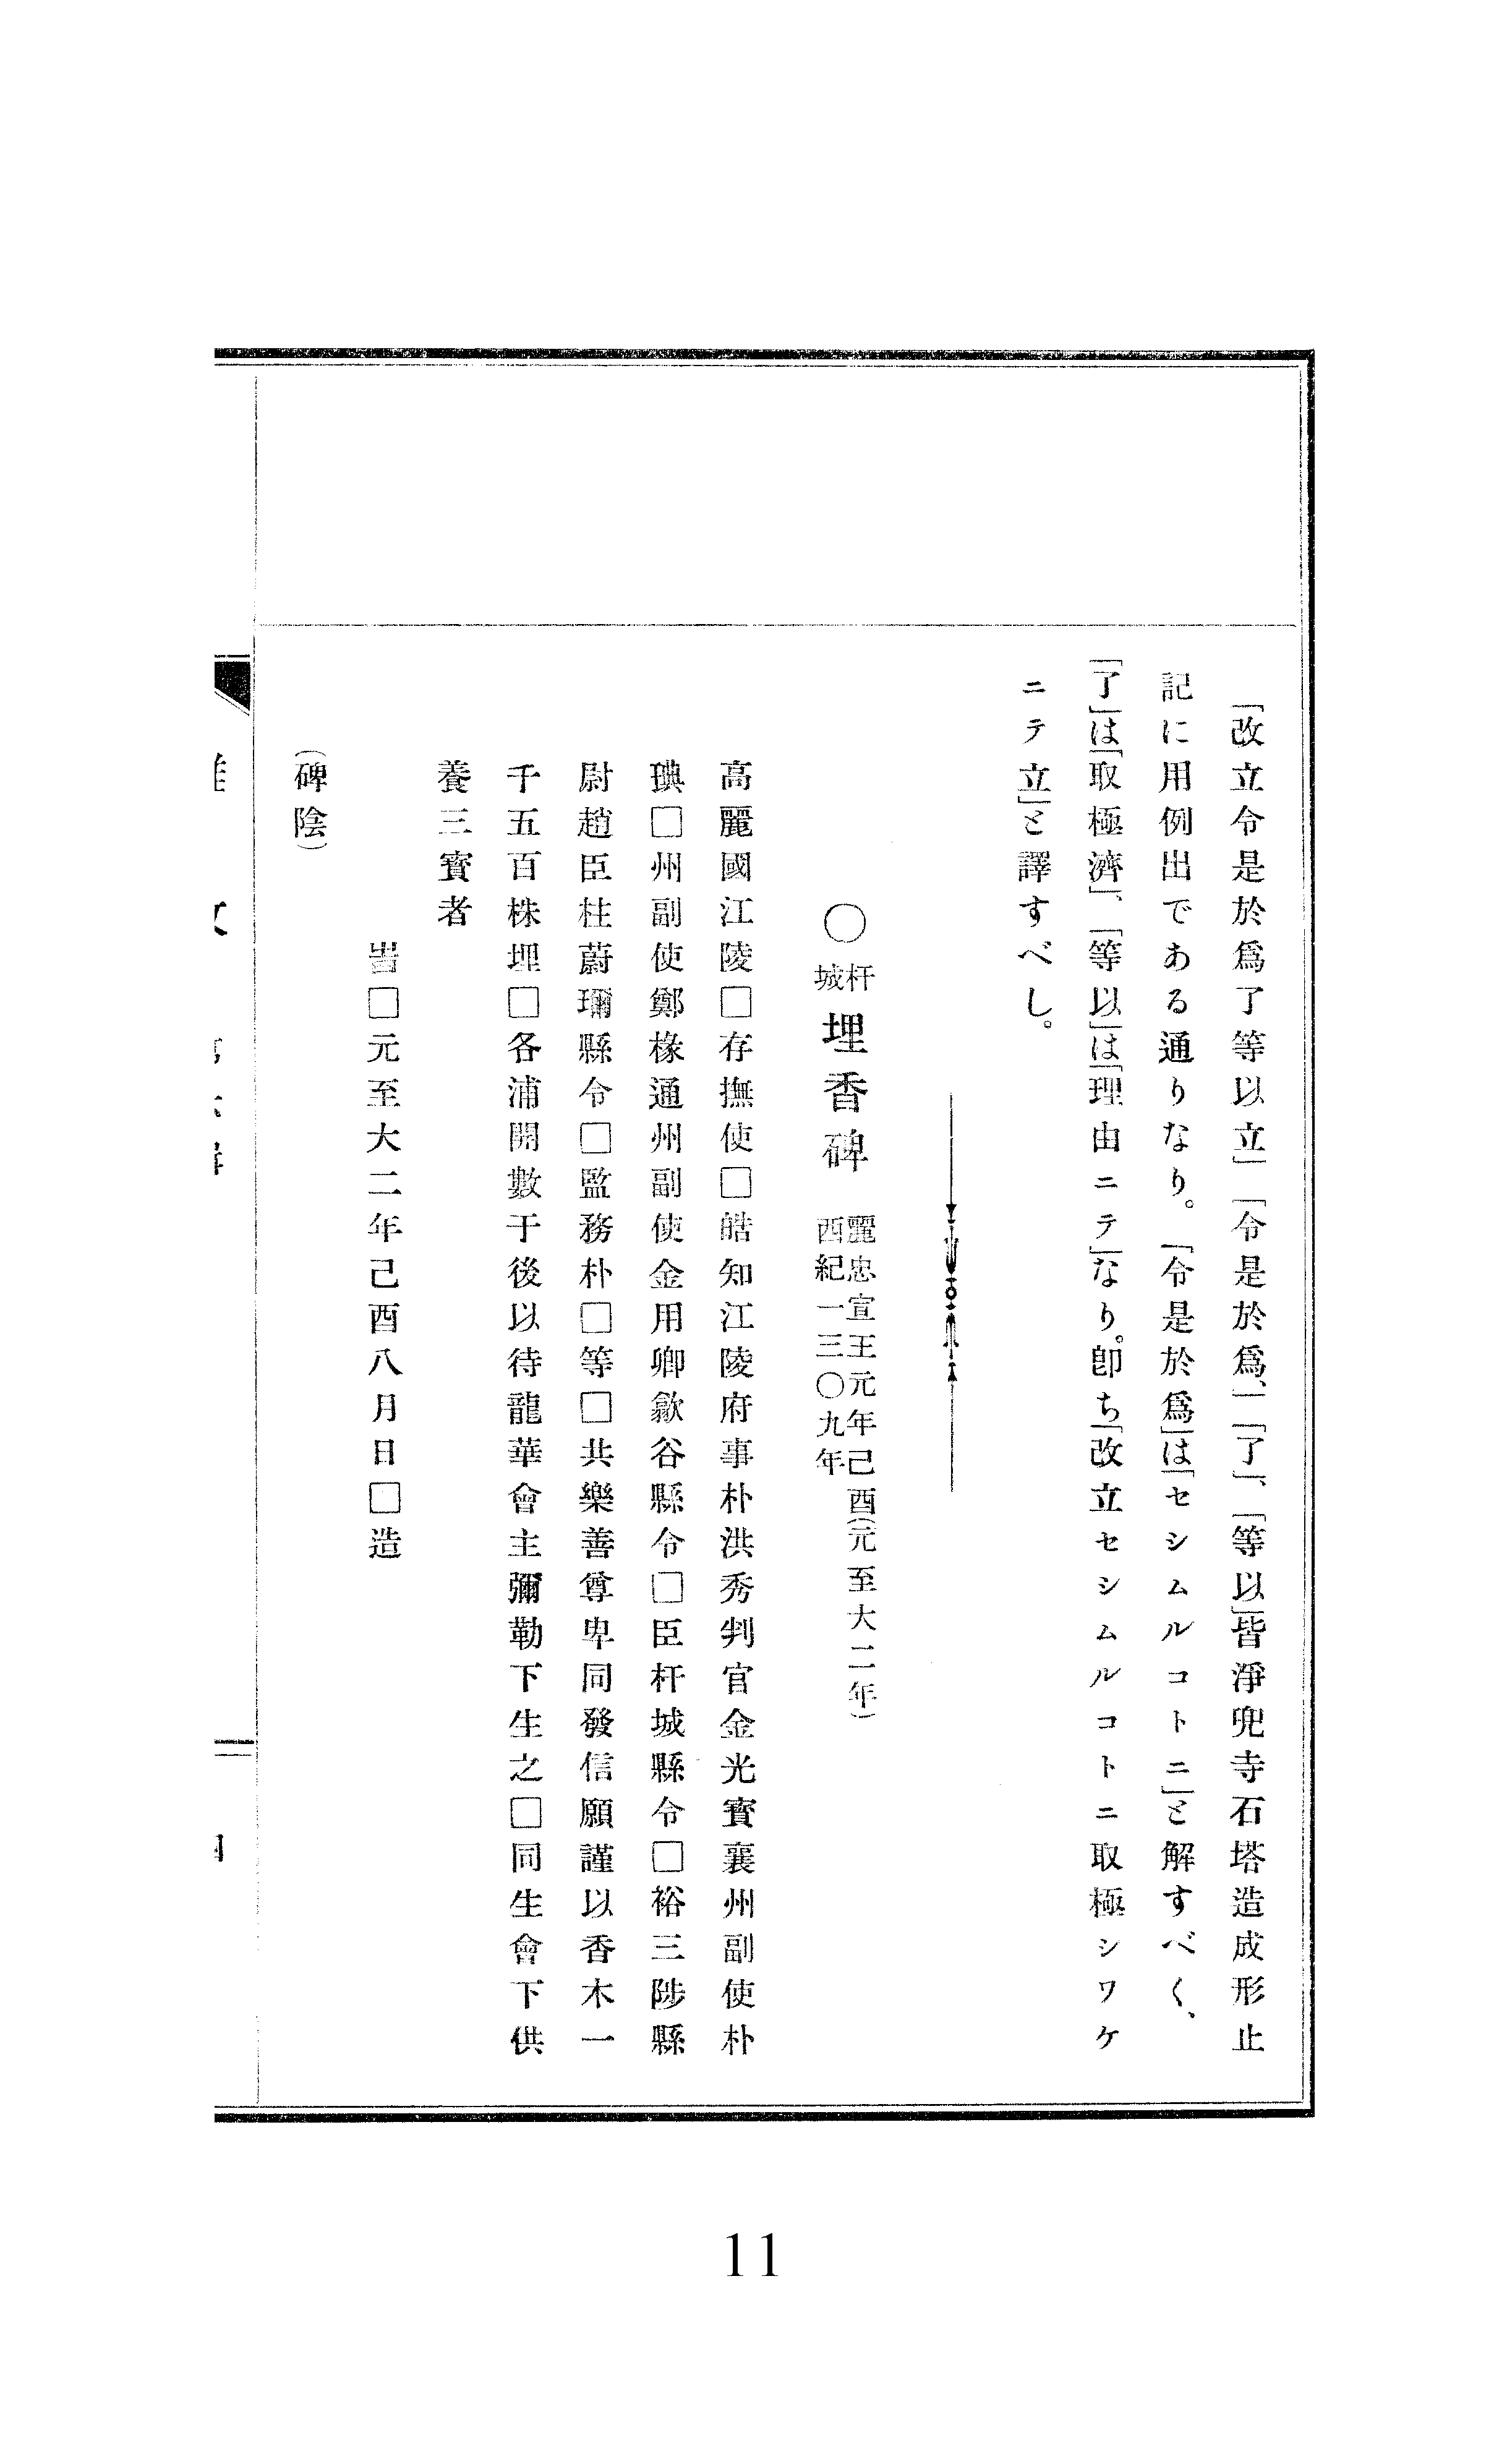 「改立令是於爲了等以立」「令是於爲」、「了」、「等以」皆淨兜寺石塔造成形止
記に用例出である通りなり。「令是於爲」は「セシムルコトニ」と解すべく、
「了」は「取極濟」、「等以」は「理由ニテ」なり。卽ち「改立セシムルコトニ取極シワケ
ニテ立」と譯すべし。
〇杆城 埋香碑 麗忠宣王元年己酉(元至大二年)
西紀一三〇九年
高麗國江陵□存撫使□皓知江陵府事朴洪秀判官金光寶襄州副使朴
琠□州副使鄭椽通州副使金用卿歙谷縣令□臣杆城縣令□裕三陟縣
尉趙臣柱蔚珎縣令□監務朴□等□共樂善尊卑同發信願謹以香木一
千五百株埋□各浦開數于後以待龍華會主彌勒下生之□同生會下供
養三寶者
旹□元至大二年己酉八月日□造
(碑陰)
11